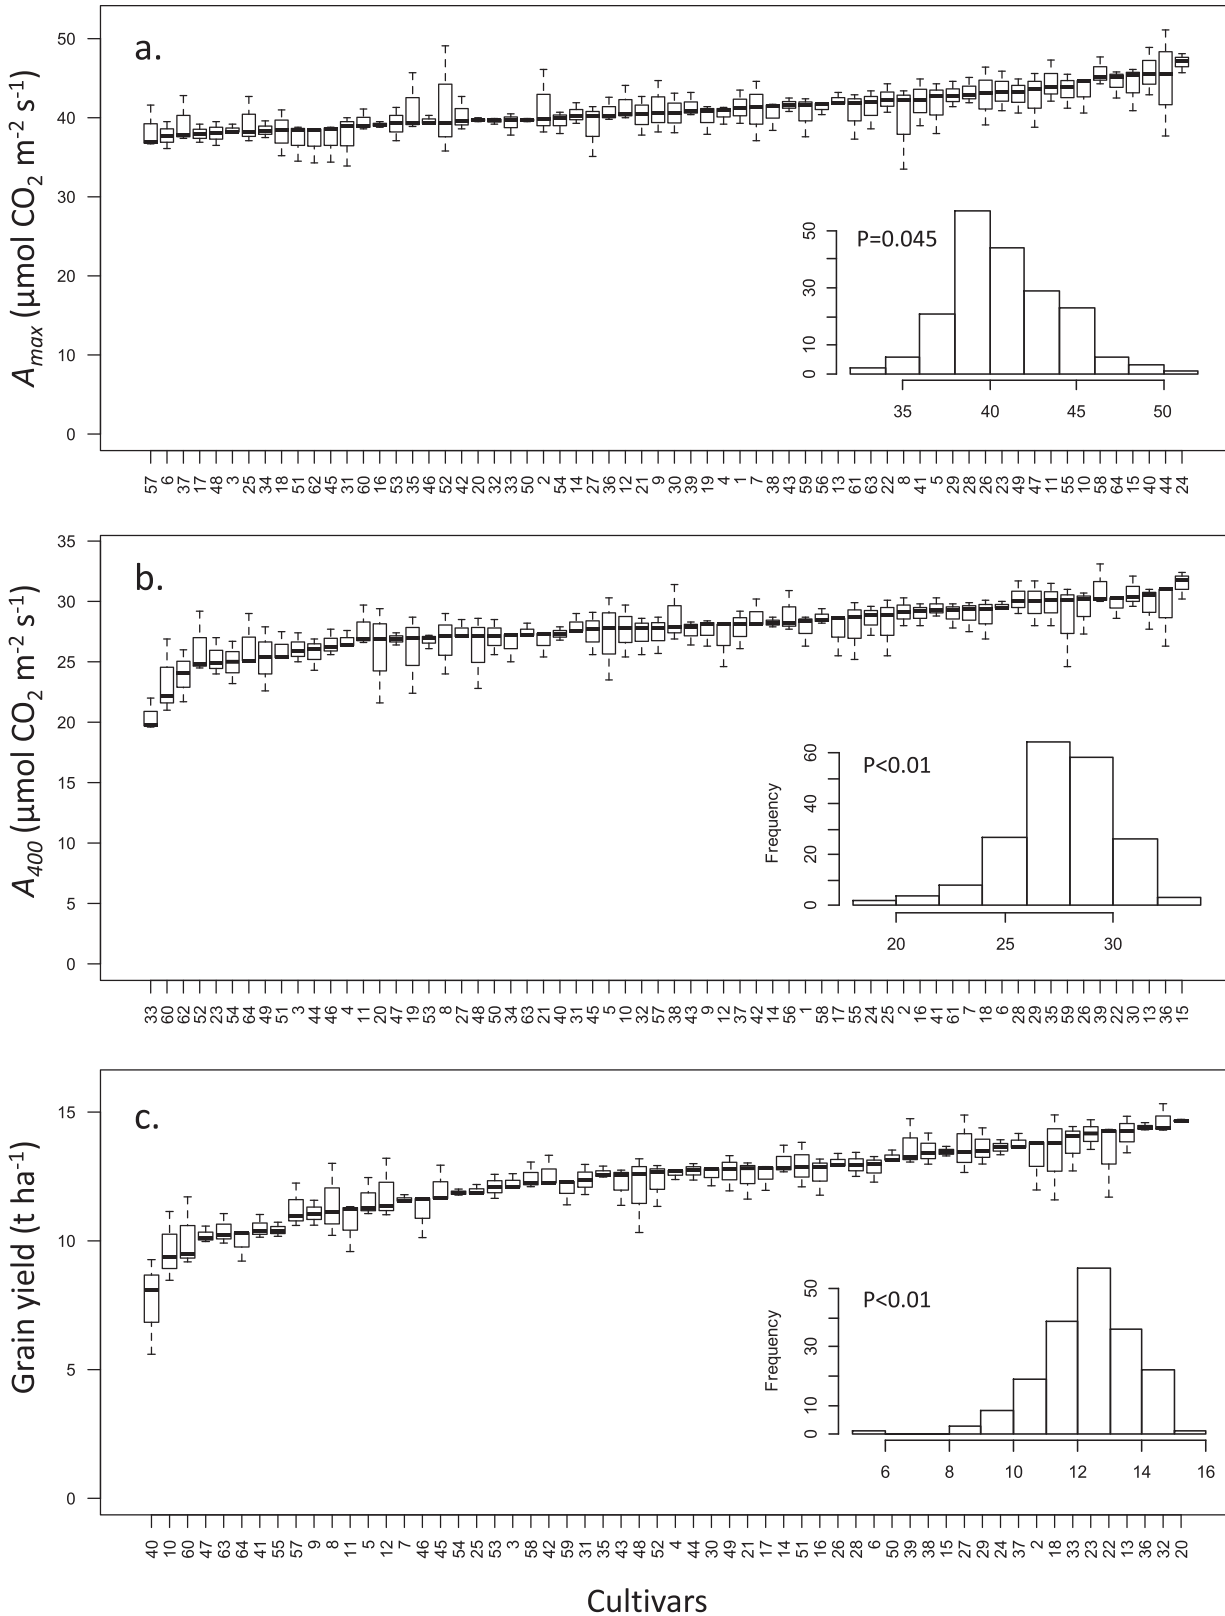 a.
A_max (µmol CO2 m-2 s-1)
50
40
30
20
10
0
P=0.045
50
30
10
0
35 40 45 50
57 6 37 17 48 3 25 34 18 51 62 45 31 60 16 53 35 46 52 42 20 32 33 50 2 54 14 27 36 12 21 9 30 39 19 4 1 7 38 43 59 56 13 61 63 22 8 41 5 29 28 26 23 49 47 11 55 10 58 64 15 40 44 24
b.
A_400 (µmol CO2 m-2 s-1)
35
30
25
20
15
10
5
0
P<0.01
Frequency
60
40
20
0
20 25 30
33 60 62 52 23 54 64 49 51 3 44 46 4 11 20 47 19 53 8 27 48 50 34 63 21 40 31 45 5 10 32 57 38 43 9 12 37 42 14 56 1 58 17 55 24 25 2 16 41 61 7 18 6 28 29 35 59 26 39 22 30 13 36 15
c.
Grain yield (t ha-1)
15
10
5
0
P<0.01
Frequency
50
30
10
0
6 8 10 12 14 16
40 10 60 47 63 64 41 55 57 9 8 11 5 12 7 46 45 54 25 53 3 58 42 59 31 35 43 48 52 4 44 30 49 21 17 14 51 16 26 28 6 50 39 38 15 27 29 24 37 2 18 33 23 22 13 36 32 20
Cultivars